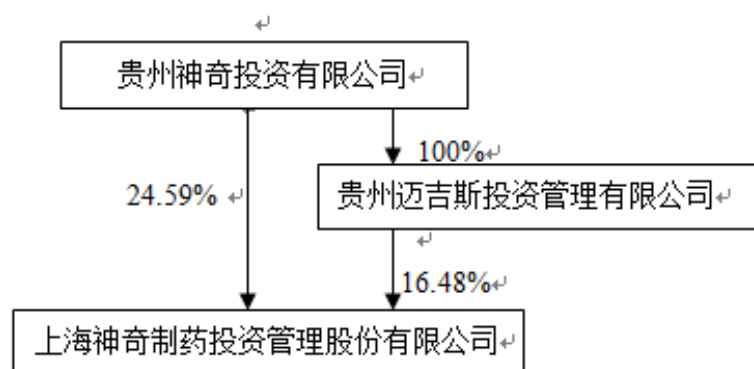 贵州神奇投资有限公司
100%
24.59%
贵州迈吉斯投资管理有限公司
16.48%
上海神奇制药投资管理股份有限公司